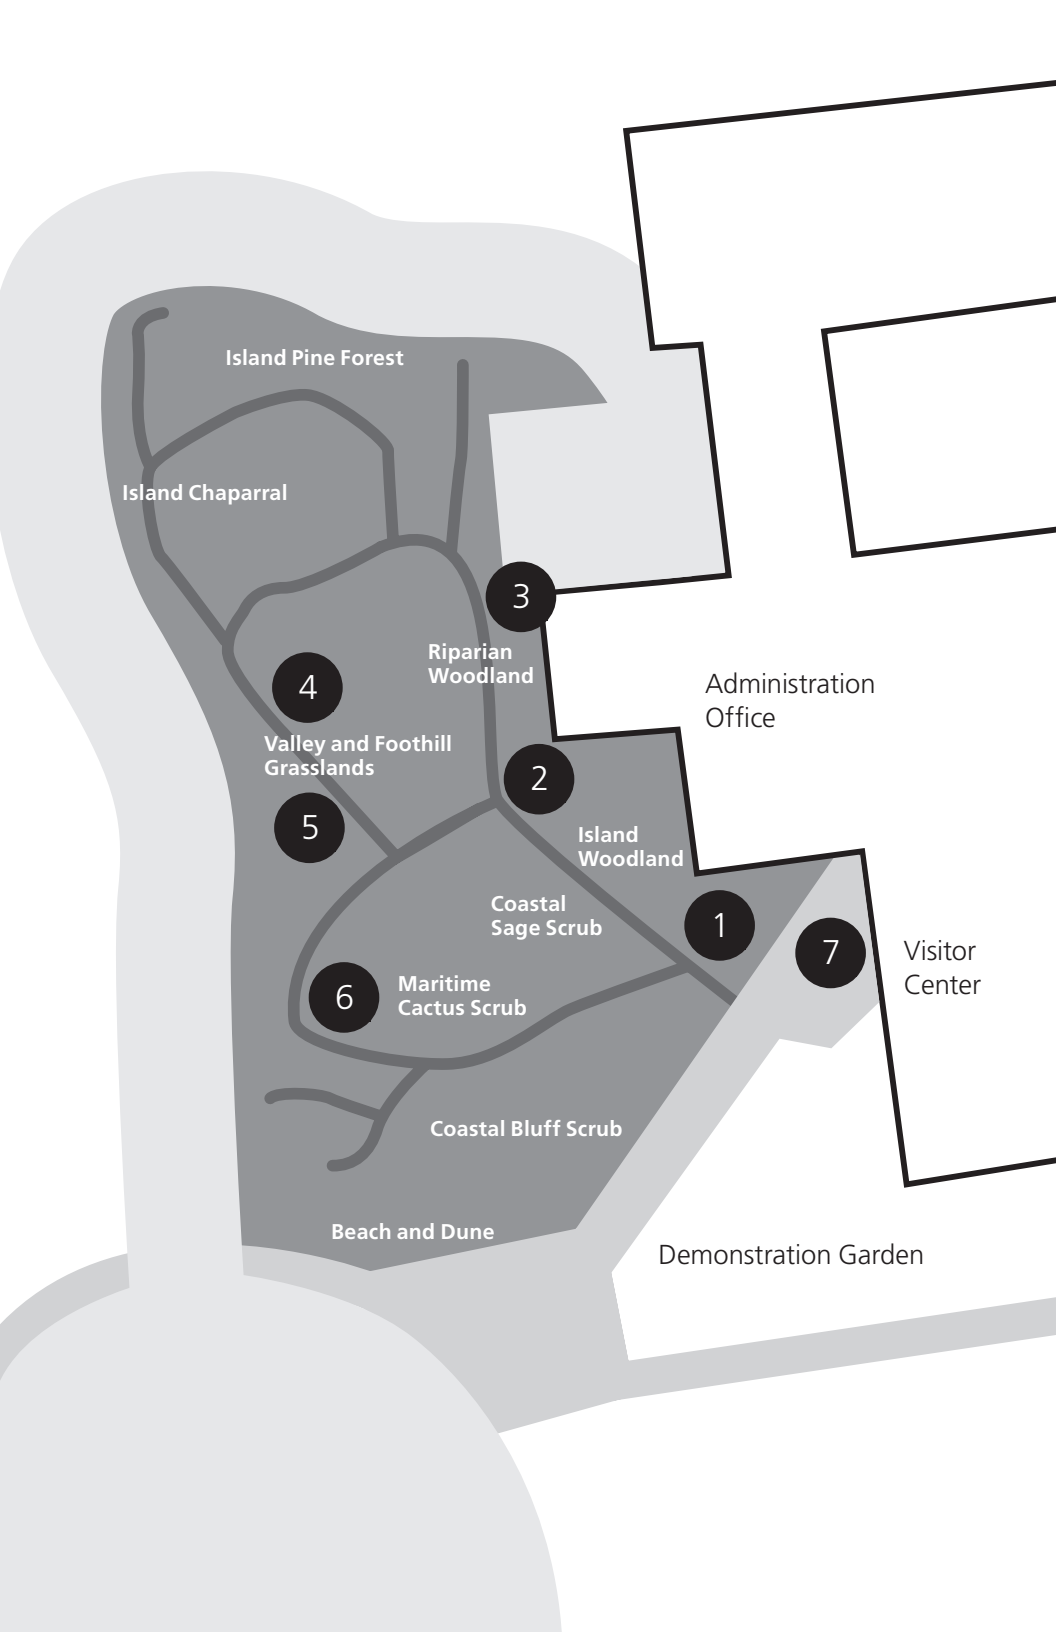 Island Pine Forest
Island Chaparral
3
Riparian
Woodland
4
Administration
Office
Valley and Foothill
Grasslands
2
5
Island
Woodland
Coastal
Sage Scrub
1
7
Visitor
Center
6
Maritime
Cactus Scrub
Coastal Bluff Scrub
Beach and Dune
Demonstration Garden